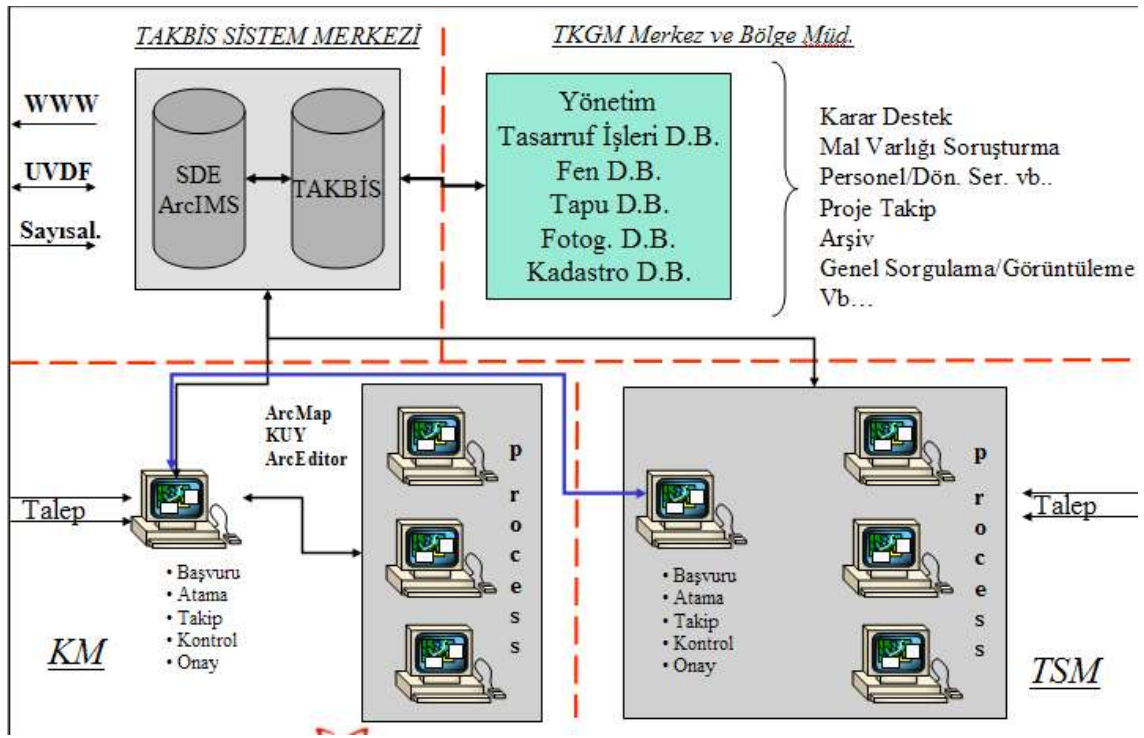 TAKBİS SİSTEM MERKEZİ
TKGM Merkez ve Bölge Müd.
WWW
UVDF
Sayısal.
SDE
ArcIMS
TAKBİS
Yönetim
Tasarruf İşleri D.B.
Fen D.B.
Tapu D.B.
Fotog. D.B.
Kadastro D.B.
Karar Destek
Mal Varlığı Soruşturma
Personel/Dön. Ser. vb..
Proje Takip
Arşiv
Genel Sorgulama/Görüntüleme
Vb…
ArcMap
KUY
ArcEditor
process
Talep
• Başvuru
• Atama
• Takip
• Kontrol
• Onay
KM
• Başvuru
• Atama
• Takip
• Kontrol
• Onay
process
Talep
TSM